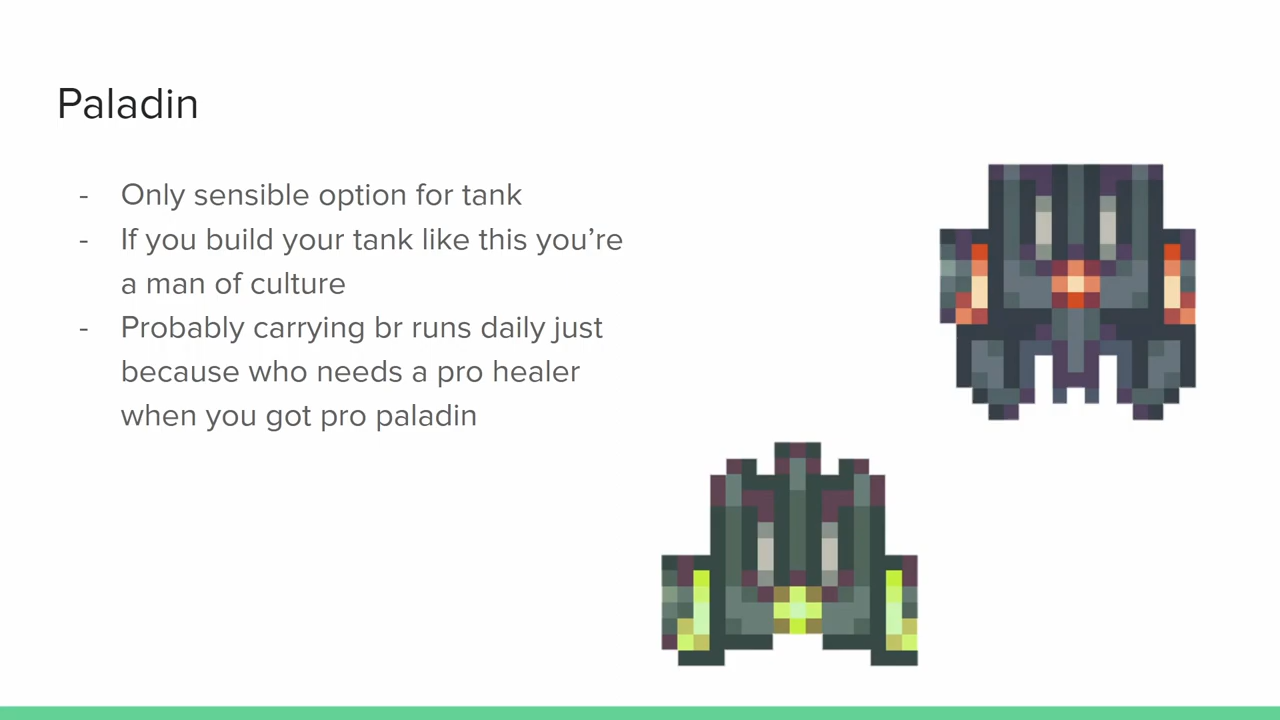 Paladin
- Only sensible option for tank
- If you build your tank like this you’re
a man of culture
- Probably carrying br runs daily just
because who needs a pro healer
when you got pro paladin